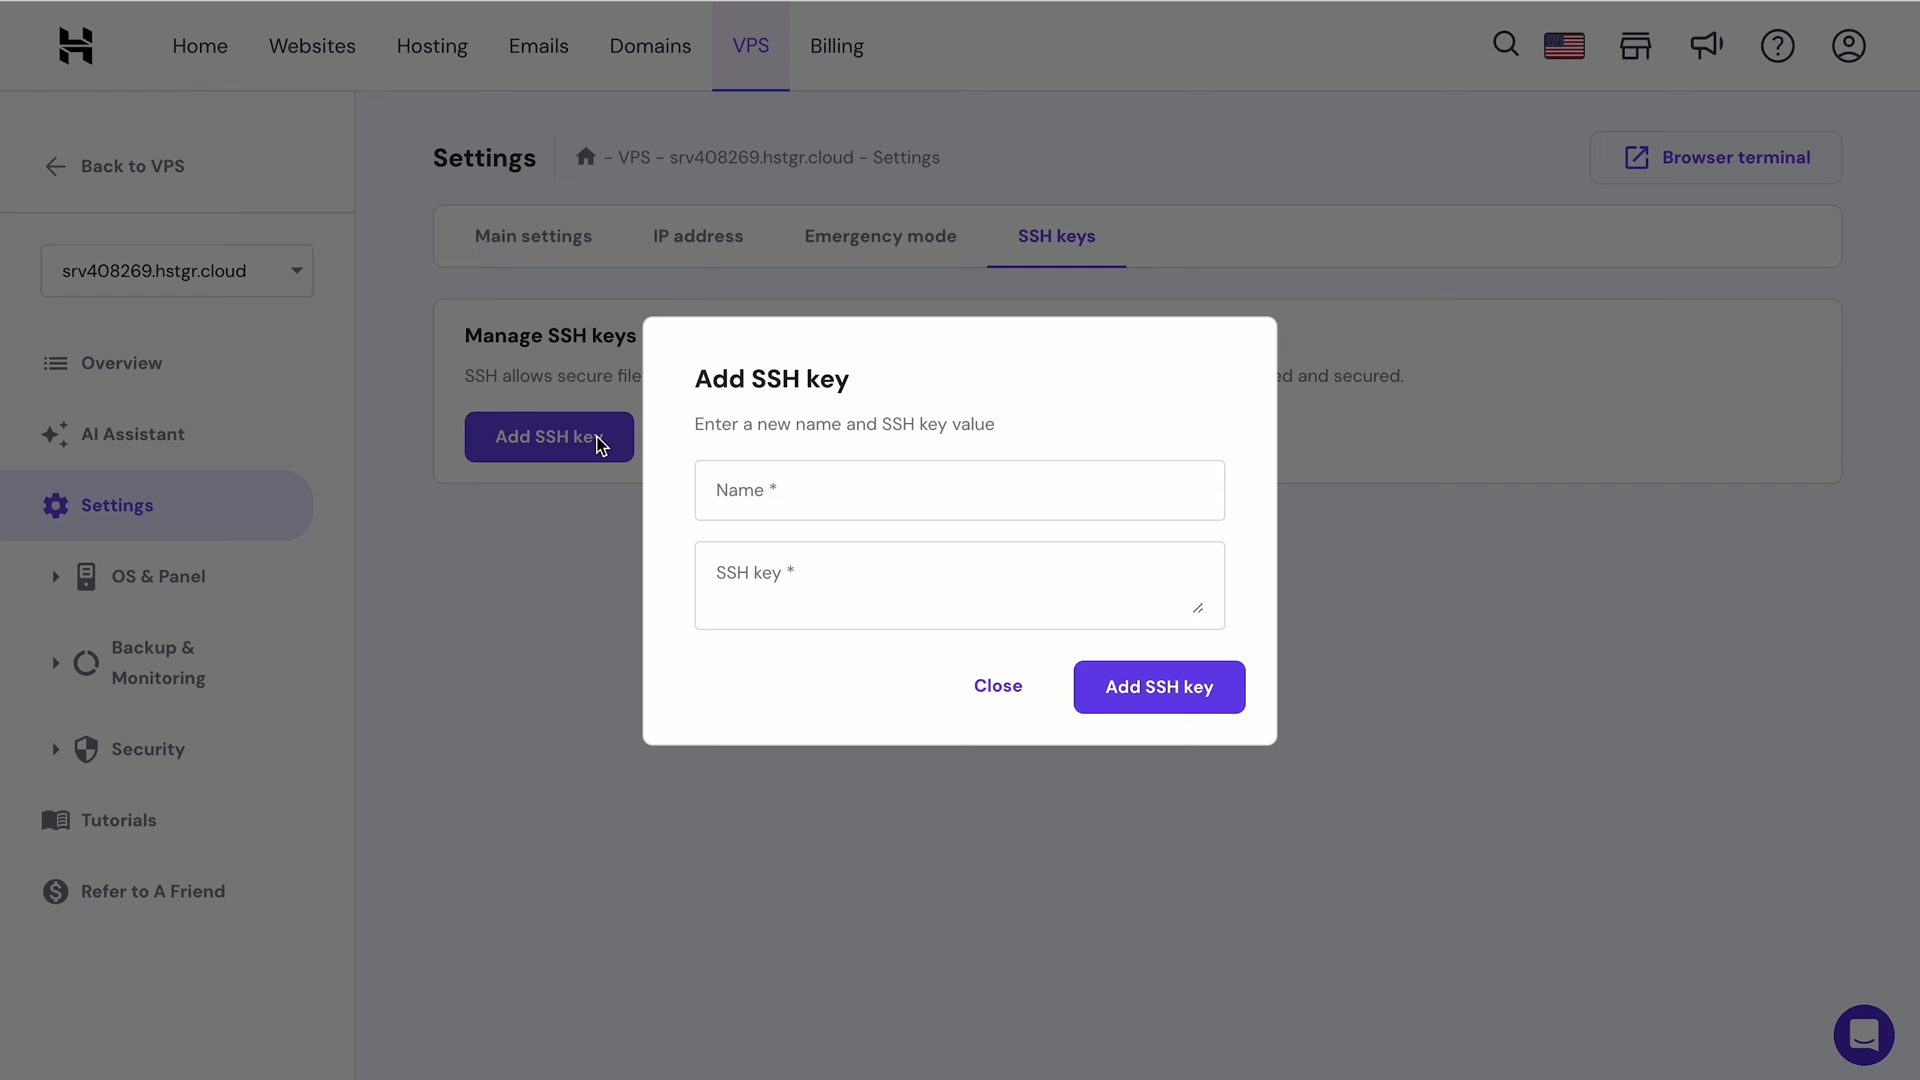 Home Websites Hosting Emails Domains VPS Billing
Back to VPS
Settings
- VPS - srv408269.hstgr.cloud - Settings
Browser terminal
Main settings IP address Emergency mode SSH keys
srv408269.hstgr.cloud
Manage SSH keys
SSH allows secure file
ed and secured.
Add SSH key
Overview
AI Assistant
Settings
OS & Panel
Backup &
Monitoring
Security
Tutorials
Refer to A Friend
Add SSH key
Enter a new name and SSH key value
Name *
SSH key *
Close
Add SSH key